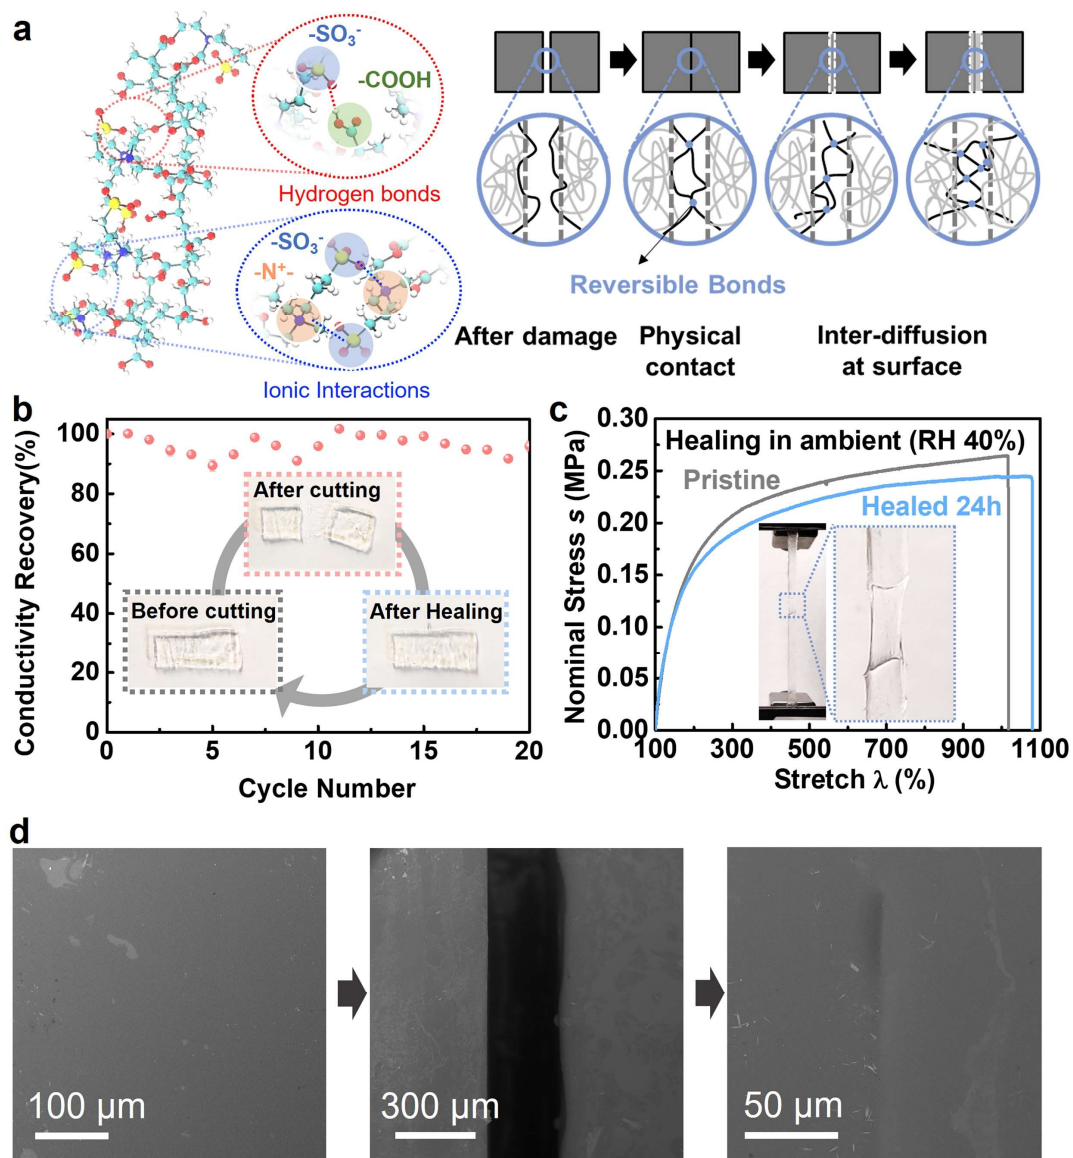 a
-SO₃⁻
-COOH
Hydrogen bonds
-SO₃⁻
-N⁺-
Ionic Interactions
Reversible Bonds
After damage
Physical
contact
Inter-diffusion
at surface
b
Conductivity Recovery(%)
100
80
60
40
20
0
0
5
10
15
20
Cycle Number
After cutting
Before cutting
After Healing
c
Nominal Stress s (MPa)
0.30
0.25
0.20
0.15
0.10
0.05
0.00
100
300
500
700
900
1100
Stretch λ (%)
Healing in ambient (RH 40%)
Pristine
Healed 24h
d
100 μm
300 μm
50 μm